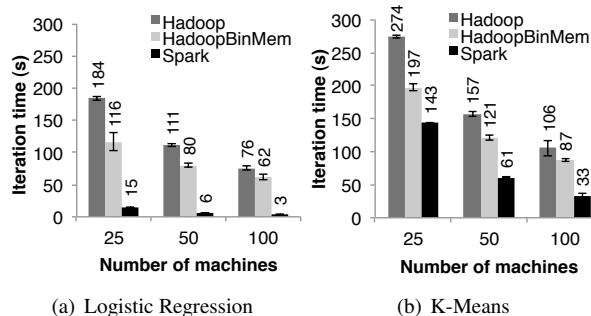 300
250
200
150
100
50
0
Iteration time (s)
Hadoop
HadoopBinMem
Spark
184
116
15
111
80
6
76
62
3
25 50 100
Number of machines
(a) Logistic Regression
300
250
200
150
100
50
0
Iteration time (s)
Hadoop
HadoopBinMem
Spark
274
197
143
157
121
61
106
87
33
25 50 100
Number of machines
(b) K-Means